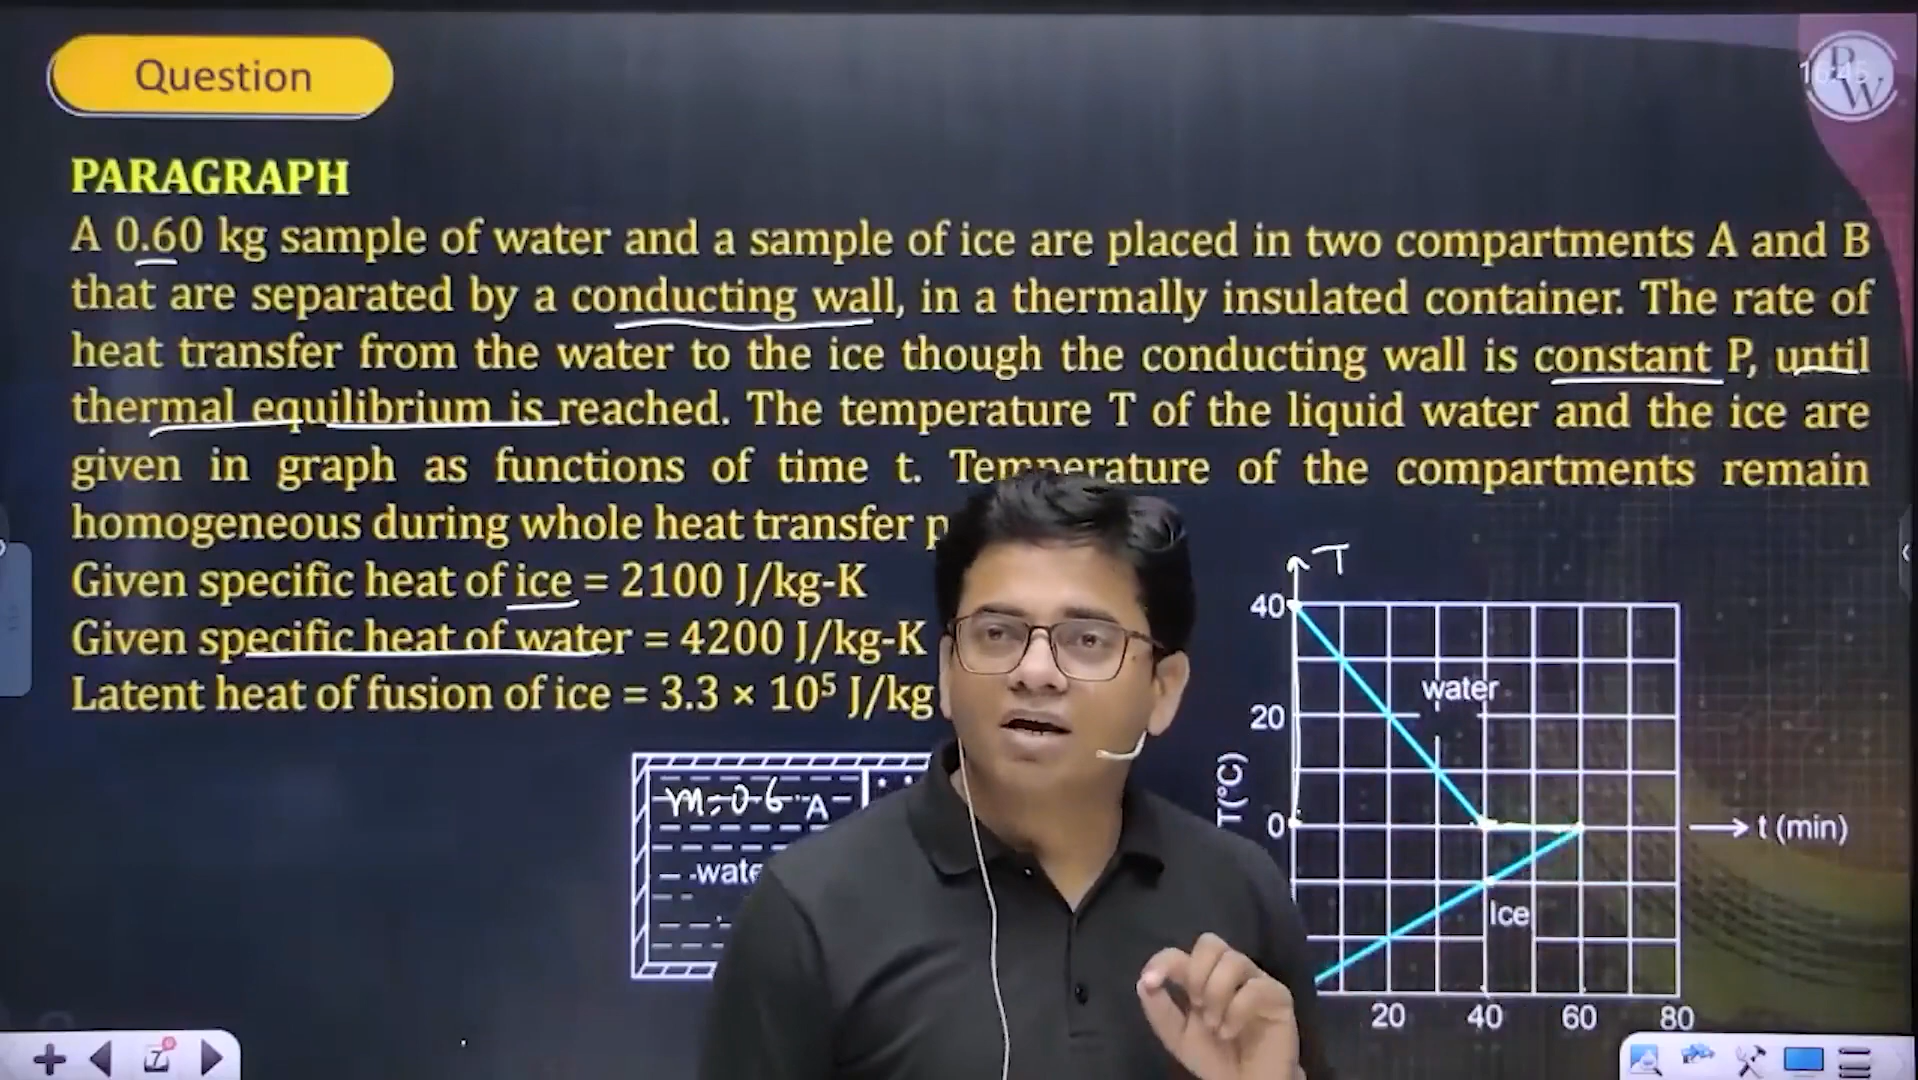 Question
PARAGRAPH
A 0.60 kg sample of water and a sample of ice are placed in two compartments A and B
that are separated by a conducting wall, in a thermally insulated container. The rate of
heat transfer from the water to the ice though the conducting wall is constant P, until
thermal equilibrium is reached. The temperature T of the liquid water and the ice are
given in graph as functions of time t. Temperature of the compartments remain
homogeneous during whole heat transfer p
Given specific heat of ice = 2100 J/kg-K
Given specific heat of water = 4200 J/kg-K
Latent heat of fusion of ice = 3.3 × 10⁵ J/kg
m=0.6 A
wate
T
40
water
20
T(°C)
0
t (min)
Ice
20 40 60 80
PW